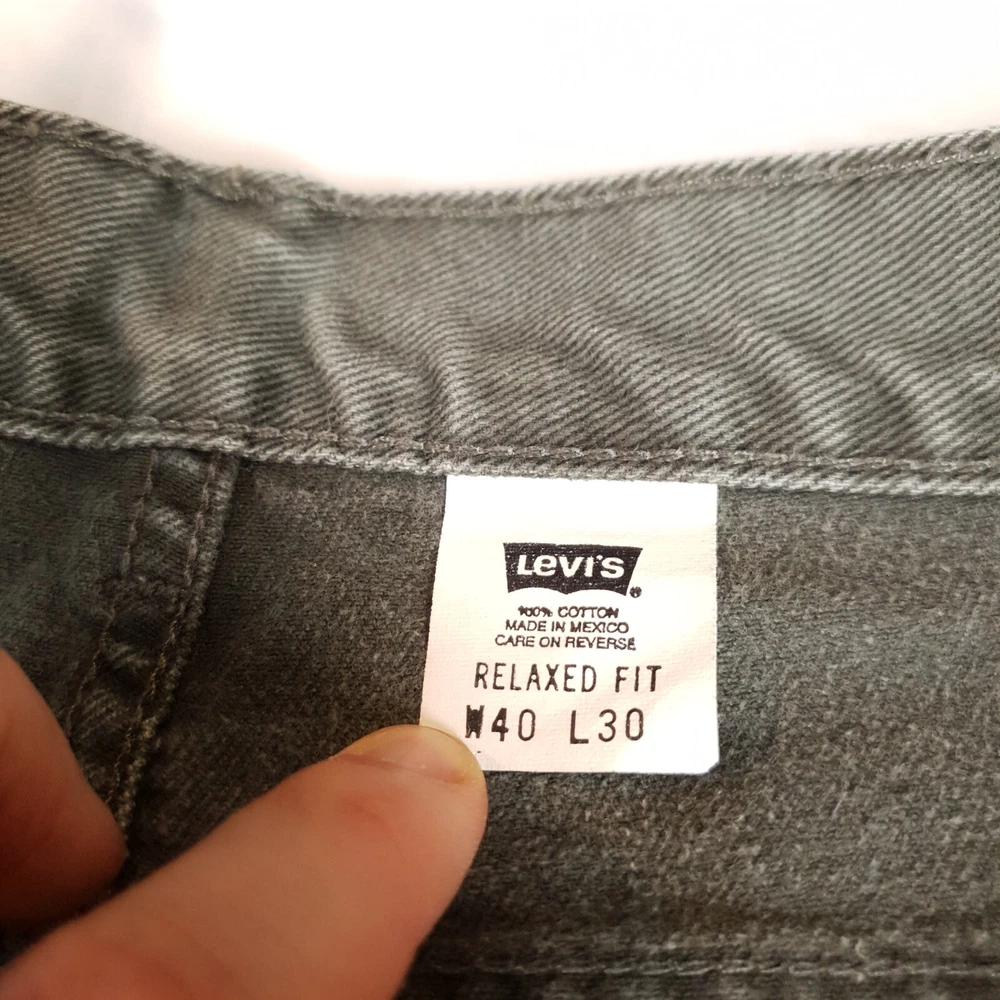 Levi's®
100% COTTON
MADE IN MEXICO
CARE ON REVERSE
RELAXED FIT
W40 L30